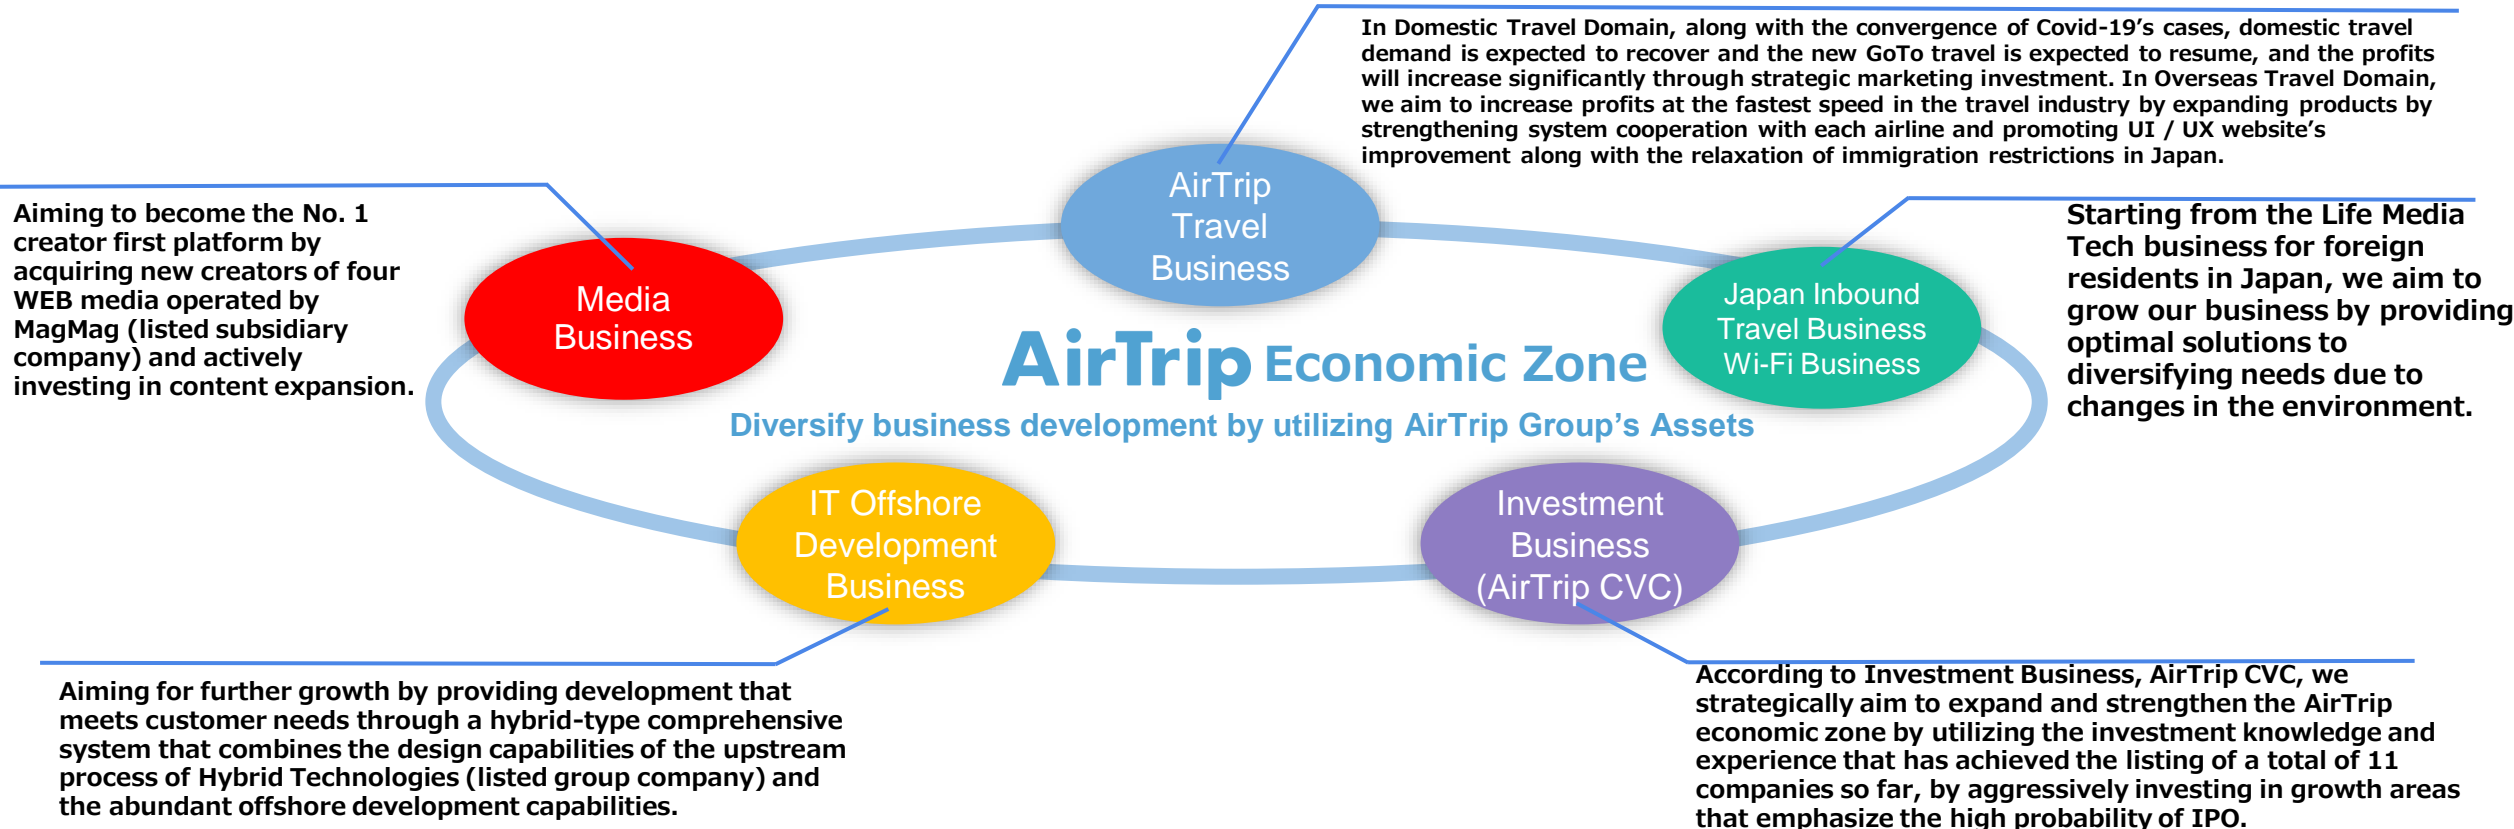 In Domestic Travel Domain, along with the convergence of Covid-19’s cases, domestic travel
demand is expected to recover and the new GoTo travel is expected to resume, and the profits
will increase significantly through strategic marketing investment. In Overseas Travel Domain,
we aim to increase profits at the fastest speed in the travel industry by expanding products by
strengthening system cooperation with each airline and promoting UI / UX website’s
improvement along with the relaxation of immigration restrictions in Japan.
AirTrip
Travel
Business
Aiming to become the No. 1
creator first platform by
acquiring new creators of four
WEB media operated by
MagMag (listed subsidiary
company) and actively
investing in content expansion.
Media
Business
Starting from the Life Media
Tech business for foreign
residents in Japan, we aim to
grow our business by providing
optimal solutions to
diversifying needs due to
changes in the environment.
Japan Inbound
Travel Business
Wi-Fi Business
AirTrip Economic Zone
Diversify business development by utilizing AirTrip Group’s Assets
IT Offshore
Development
Business
Investment
Business
(AirTrip CVC)
Aiming for further growth by providing development that
meets customer needs through a hybrid-type comprehensive
system that combines the design capabilities of the upstream
process of Hybrid Technologies (listed group company) and
the abundant offshore development capabilities.
According to Investment Business, AirTrip CVC, we
strategically aim to expand and strengthen the AirTrip
economic zone by utilizing the investment knowledge and
experience that has achieved the listing of a total of 11
companies so far, by aggressively investing in growth areas
that emphasize the high probability of IPO.